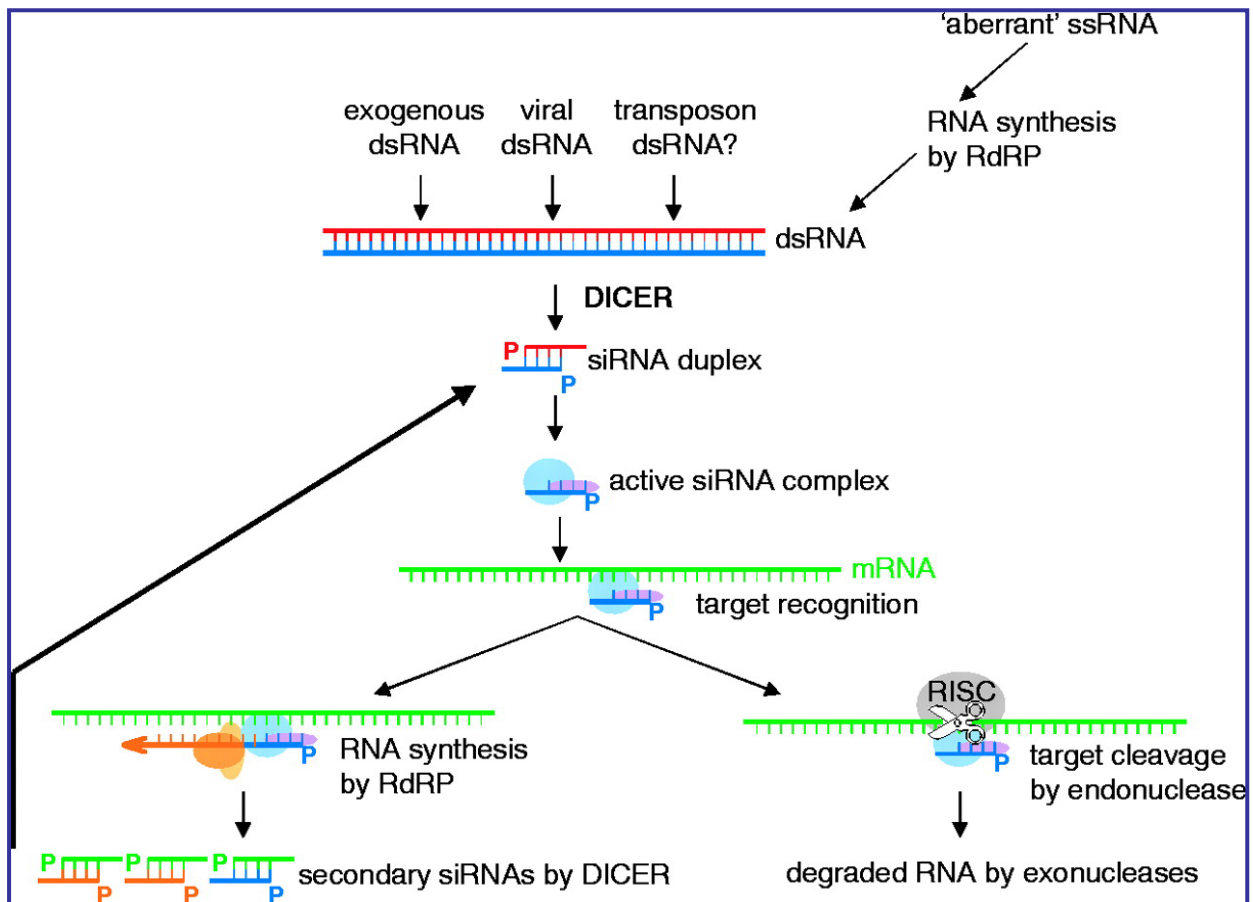 'aberrant' ssRNA
exogenous
dsRNA
viral
dsRNA
transposon
dsRNA?
RNA synthesis
by RdRP
dsRNA
DICER
P
siRNA duplex
P
active siRNA complex
P
mRNA
target recognition
P
RNA synthesis
by RdRP
P
RISC
target cleavage
by endonuclease
P
P P P
secondary siRNAs by DICER
P P P
degraded RNA by exonucleases